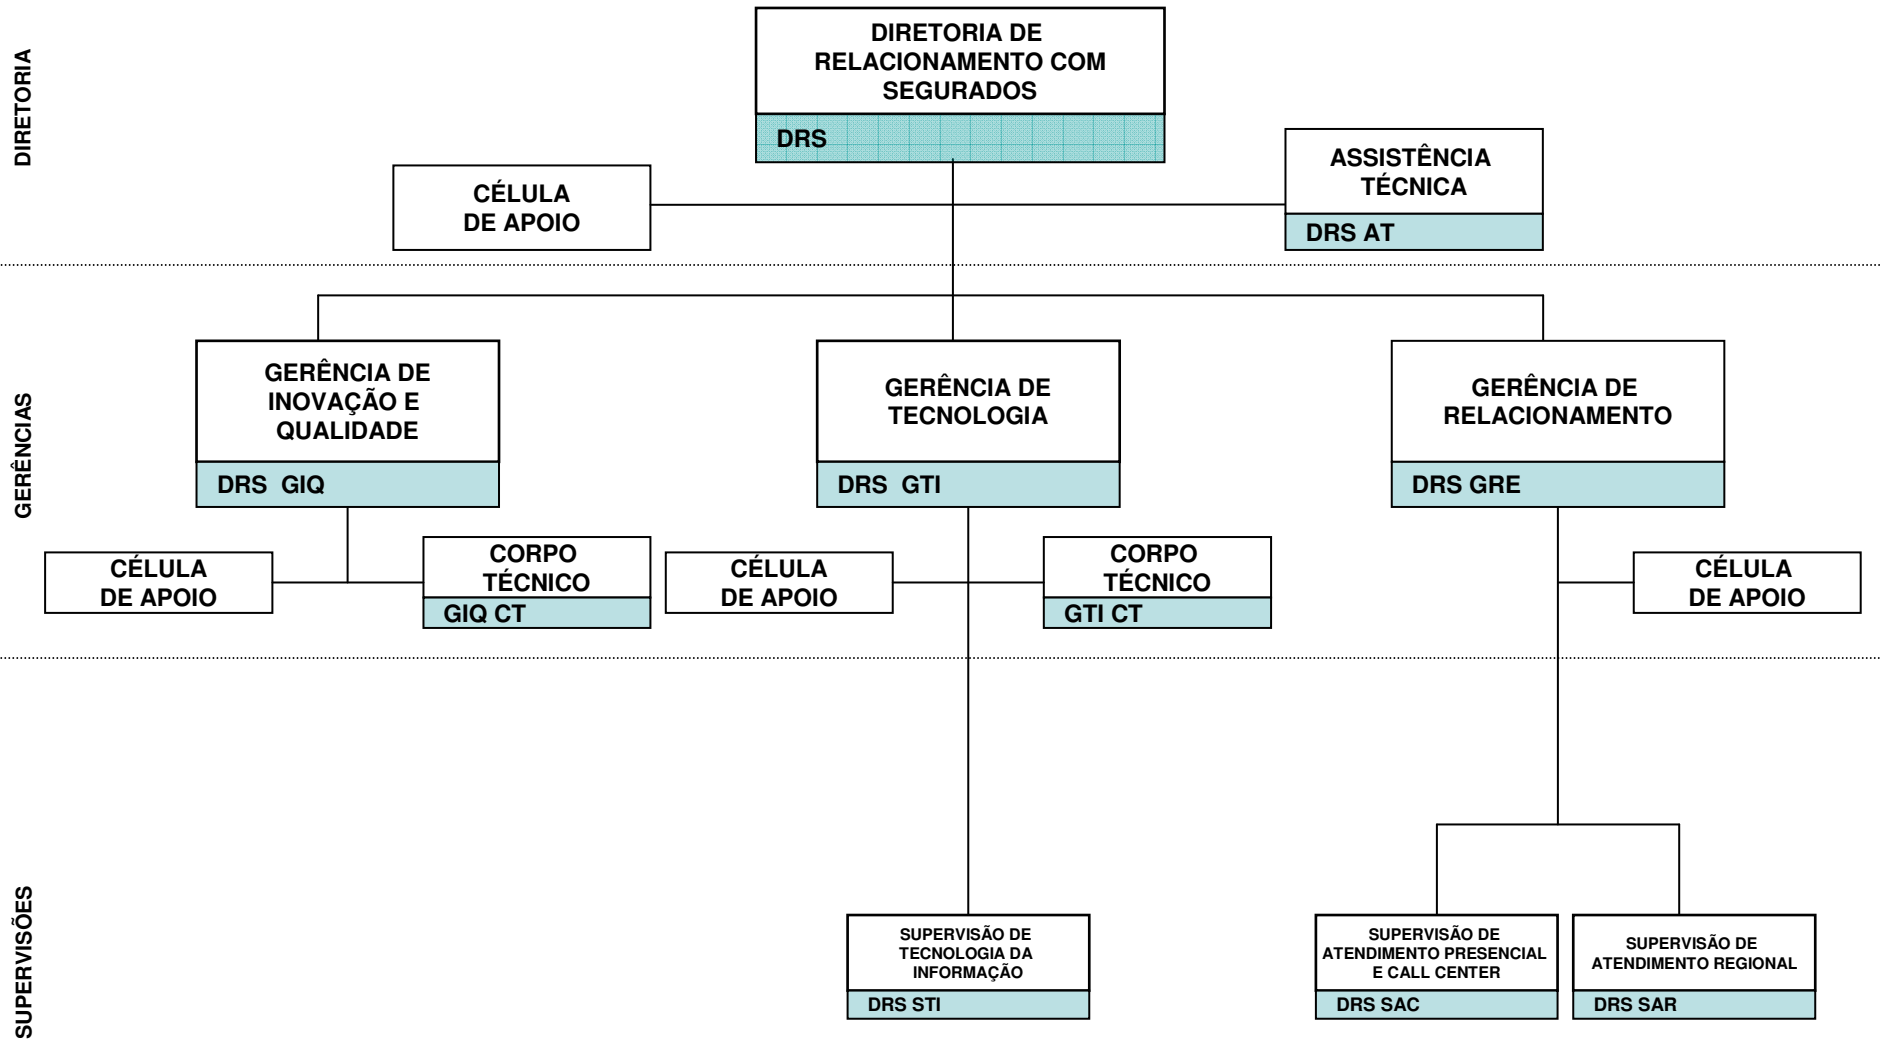 DIRETORIA
DIRETORIA DE
RELACIONAMENTO COM
SEGURADOS
DRS
CÉLULA
DE APOIO
ASSISTÊNCIA
TÉCNICA
DRS AT
GERÊNCIAS
GERÊNCIA DE
INOVAÇÃO E
QUALIDADE
DRS GIQ
GERÊNCIA DE
TECNOLOGIA
DRS GTI
GERÊNCIA DE
RELACIONAMENTO
DRS GRE
CÉLULA
DE APOIO
CORPO
TÉCNICO
GIQ CT
CÉLULA
DE APOIO
CORPO
TÉCNICO
GTI CT
CÉLULA
DE APOIO
SUPERVISÕES
SUPERVISÃO DE
TECNOLOGIA DA
INFORMAÇÃO
DRS STI
SUPERVISÃO DE
ATENDIMENTO PRESENCIAL
E CALL CENTER
DRS SAC
SUPERVISÃO DE
ATENDIMENTO REGIONAL
DRS SAR